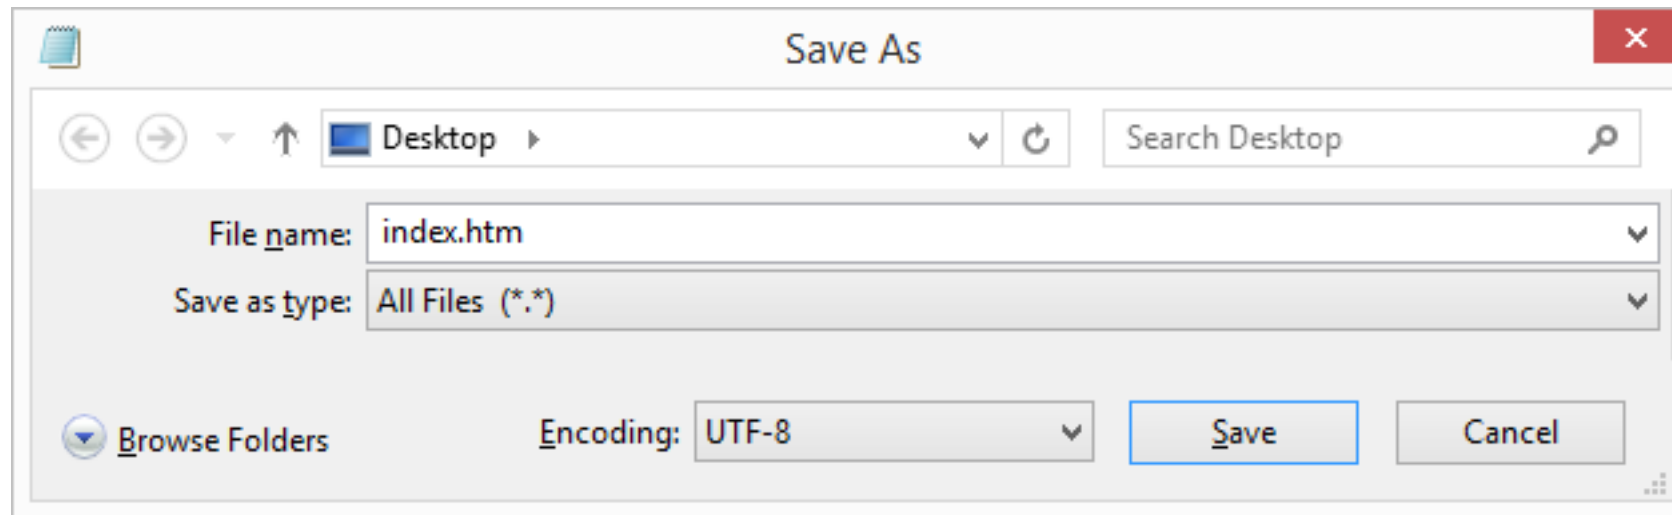 Save As
Desktop
Search Desktop
File name: index.htm
Save as type: All Files (*.*)
Browse Folders
Encoding: UTF-8
Save
Cancel